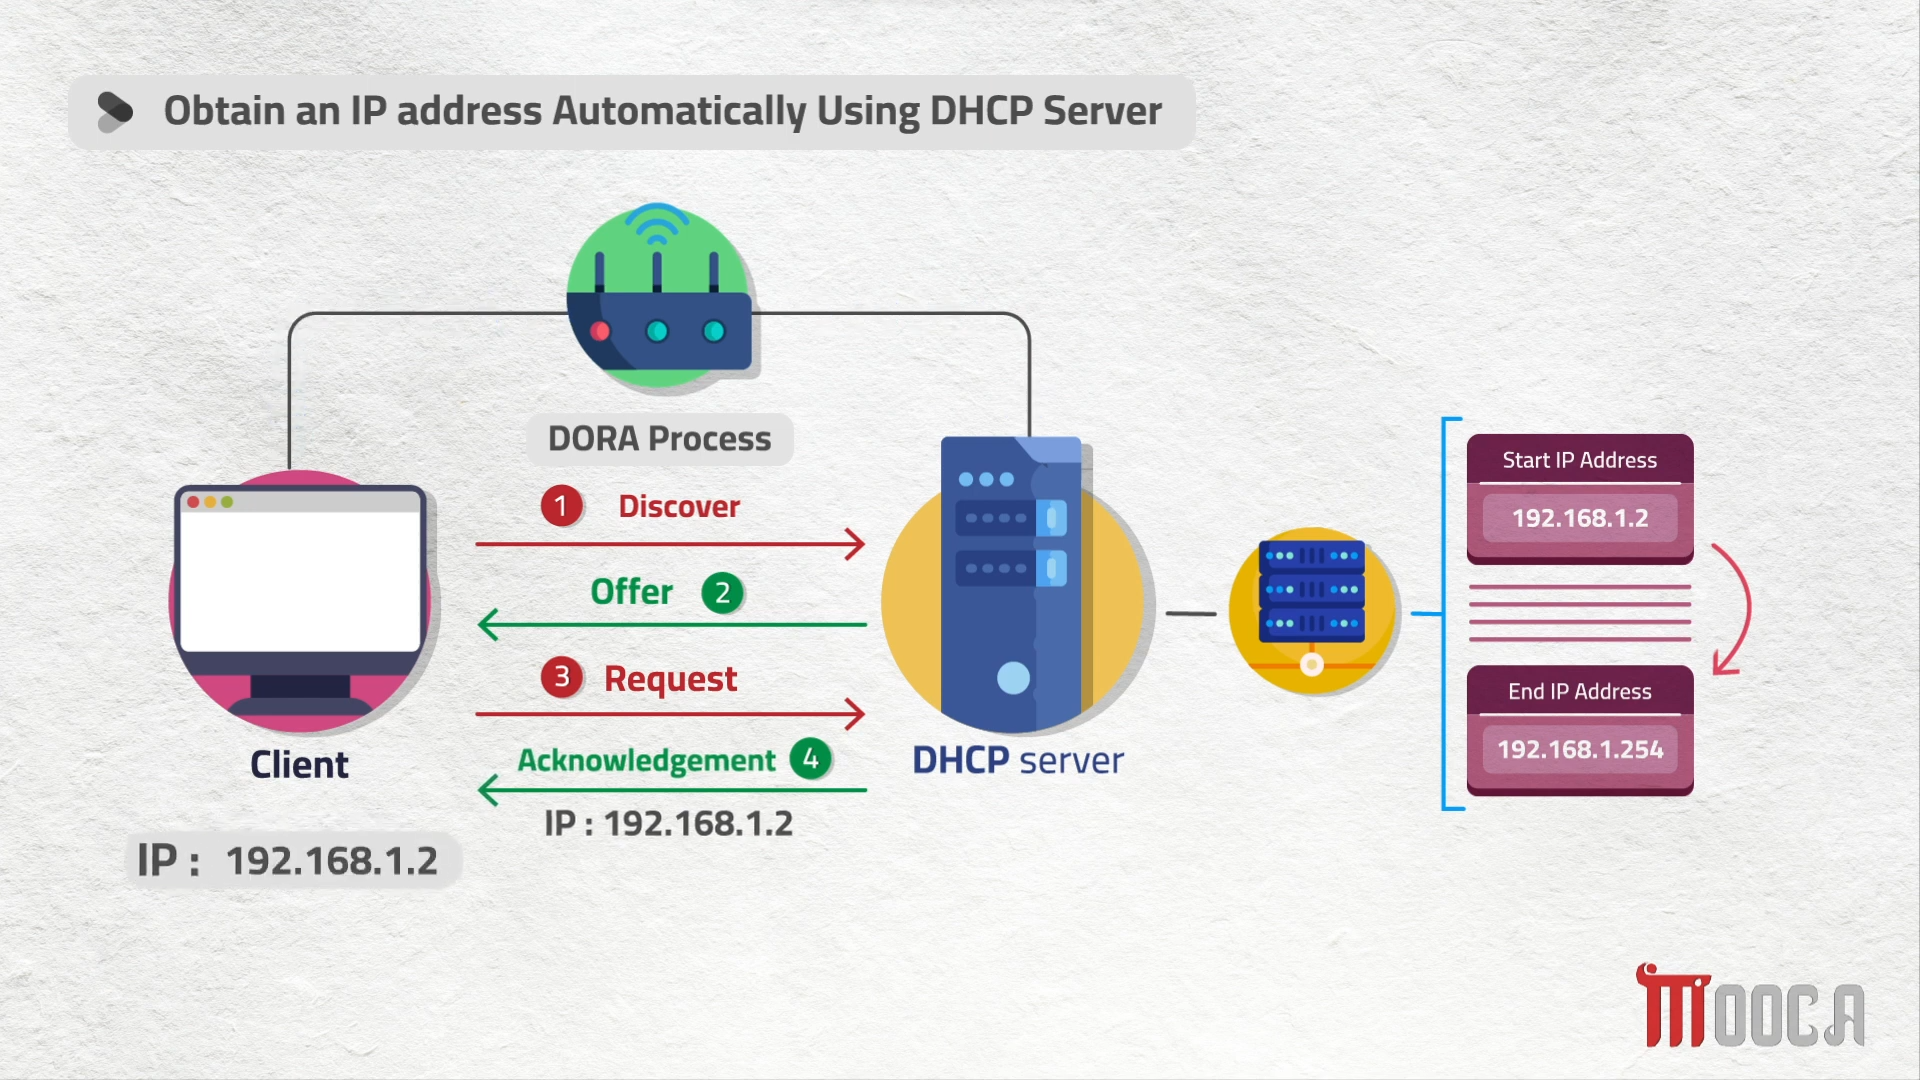 Obtain an IP address Automatically Using DHCP Server
DORA Process
1 Discover
Offer 2
3 Request
Acknowledgement 4
IP : 192.168.1.2
Client
IP : 192.168.1.2
DHCP server
Start IP Address
192.168.1.2
End IP Address
192.168.1.254
MOOCA